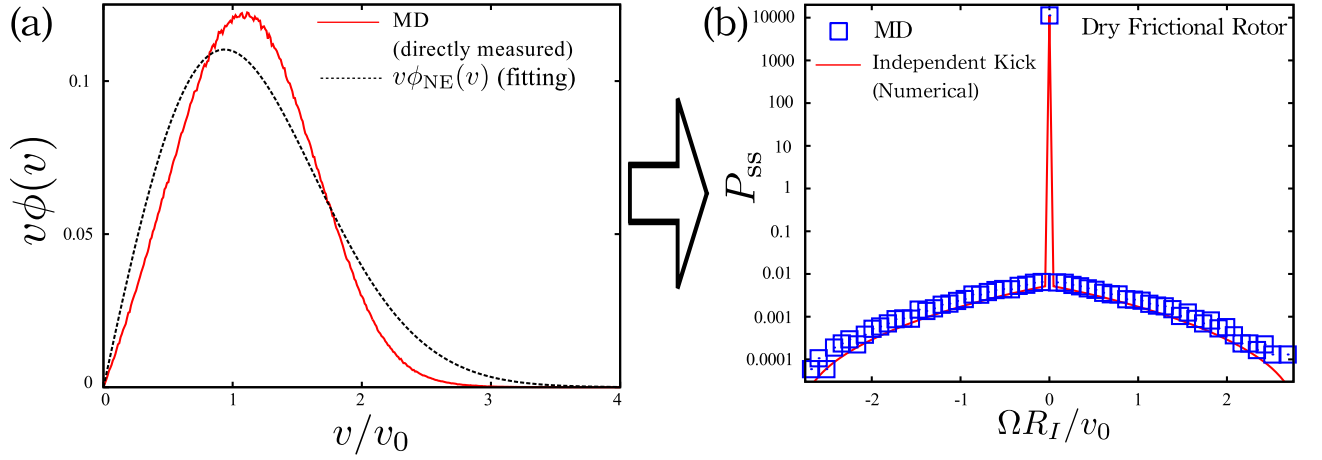 (a)
MD
(directly measured)
vϕ_NE(v) (fitting)
0.1
0.05
0
vϕ(v)
0 1 2 3 4
v/v₀
(b)
10000
1000
100
10
1
0.1
0.01
0.001
0.0001
P_ss
MD
Independent Kick
(Numerical)
Dry Frictional Rotor
-2 -1 0 1 2
ΩR_I/v₀